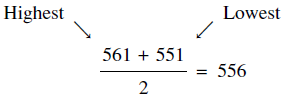 Highest Lowest
↘ ↙
561 + 551
2
= 556